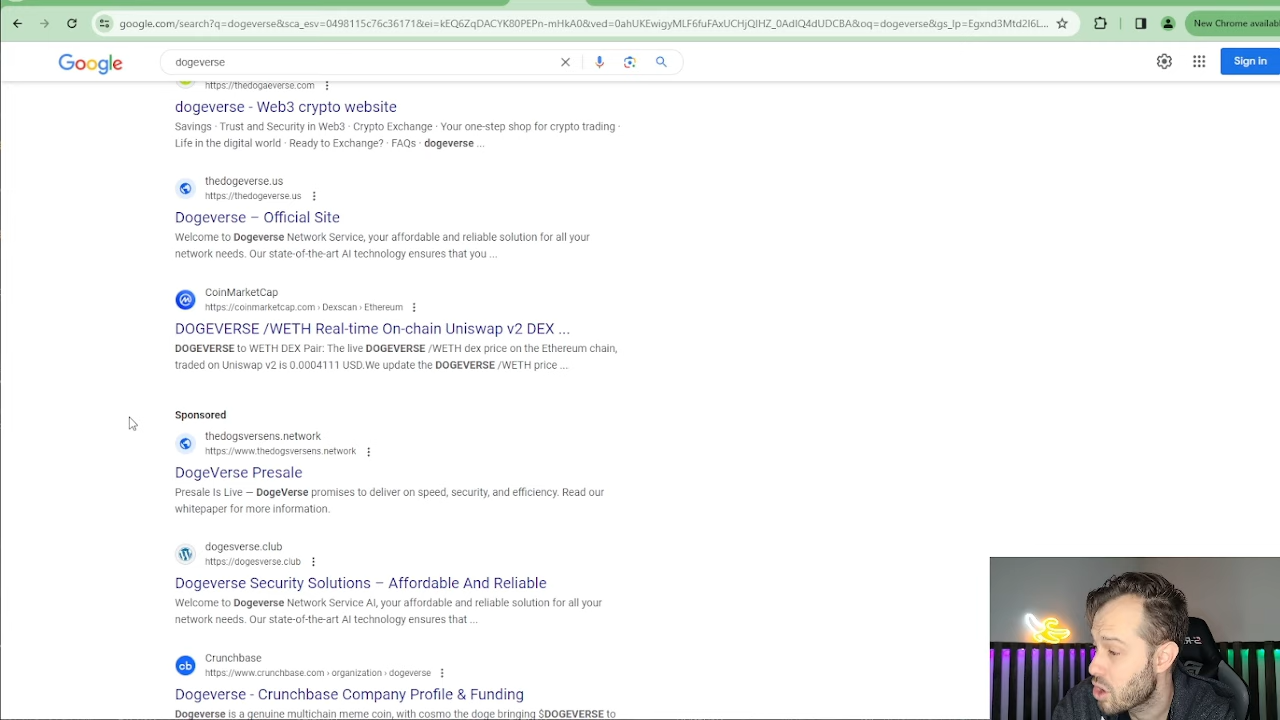 google.com/search?q=dogeverse&sca_esv=0498115c76c36171&ei=kEQ6ZqDACYK80PEPn-mHkA0&ved=0ahUKEwigyMLF6fuFAxUCHjQIHZ_0AdIQ4dUDCBA&oq=dogeverse&gs_lp=Egxnd3Mtd2l6L...
New Chrome availab
Google
dogeverse
Sign in
https://thedogaeverse.com
dogeverse - Web3 crypto website
Savings · Trust and Security in Web3 · Crypto Exchange · Your one-step shop for crypto trading ·
Life in the digital world · Ready to Exchange? · FAQs · dogeverse ...
thedogeverse.us
https://thedogeverse.us
Dogeverse – Official Site
Welcome to Dogeverse Network Service, your affordable and reliable solution for all your
network needs. Our state-of-the-art AI technology ensures that you ...
CoinMarketCap
https://coinmarketcap.com › Dexscan › Ethereum
DOGEVERSE /WETH Real-time On-chain Uniswap v2 DEX ...
DOGEVERSE to WETH DEX Pair: The live DOGEVERSE /WETH dex price on the Ethereum chain,
traded on Uniswap v2 is 0.0004111 USD.We update the DOGEVERSE /WETH price ...
Sponsored
thedogsversens.network
https://www.thedogsversens.network
DogeVerse Presale
Presale Is Live — DogeVerse promises to deliver on speed, security, and efficiency. Read our
whitepaper for more information.
dogesverse.club
https://dogesverse.club
Dogeverse Security Solutions – Affordable And Reliable
Welcome to Dogeverse Network Service AI, your affordable and reliable solution for all your
network needs. Our state-of-the-art AI technology ensures that ...
Crunchbase
cb
https://www.crunchbase.com › organization › dogeverse
Dogeverse - Crunchbase Company Profile & Funding
Dogeverse is a genuine multichain meme coin, with cosmo the doge bringing $DOGEVERSE to